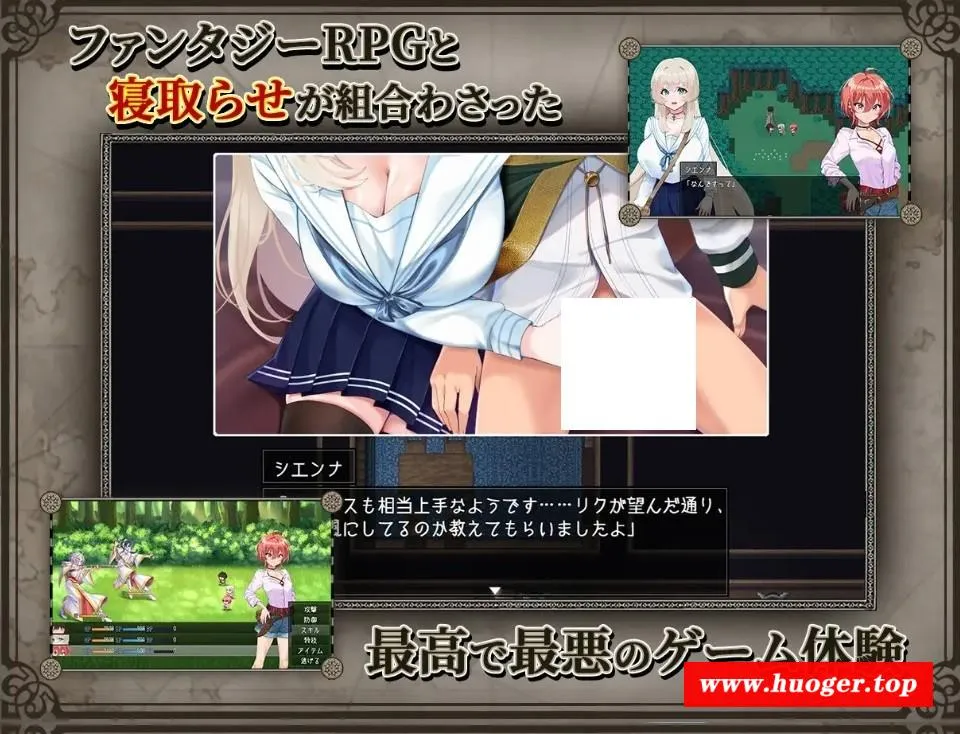 ファンタジーRPGと
寝取らせが組合わさった
シエンナ
「なんですって」
シエンナ
スも相当上手なようです……リクが望んだ通り、
にしてるのか教えてもらいましたよ」
攻撃
防御
スキル
特技
アイテム
逃げる
最高で最悪のゲーム体験
www.huoger.top